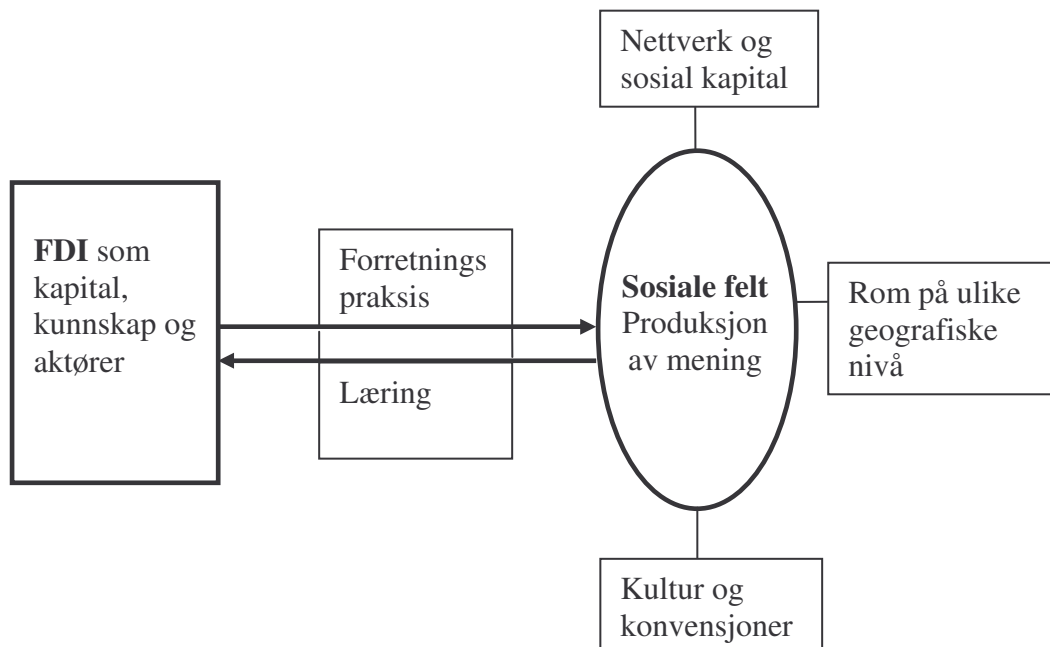 Nettverk og
sosial kapital
FDI som
kapital,
kunnskap og
aktører
Forretnings
praksis
Læring
Sosiale felt
Produksjon
av mening
Rom på ulike
geografiske
nivå
Kultur og
konvensjoner